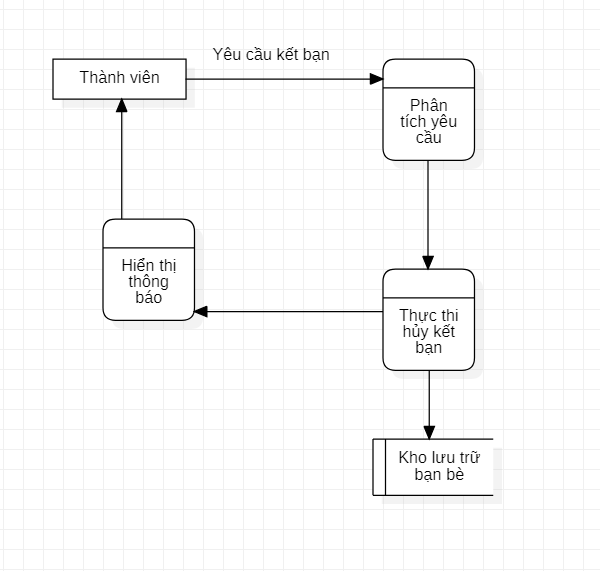 Yêu cầu kết bạn
Thành viên
Phân
tích yêu
cầu
Hiển thị
thông
báo
Thực thi
hủy kết
bạn
Kho lưu trữ
bạn bè